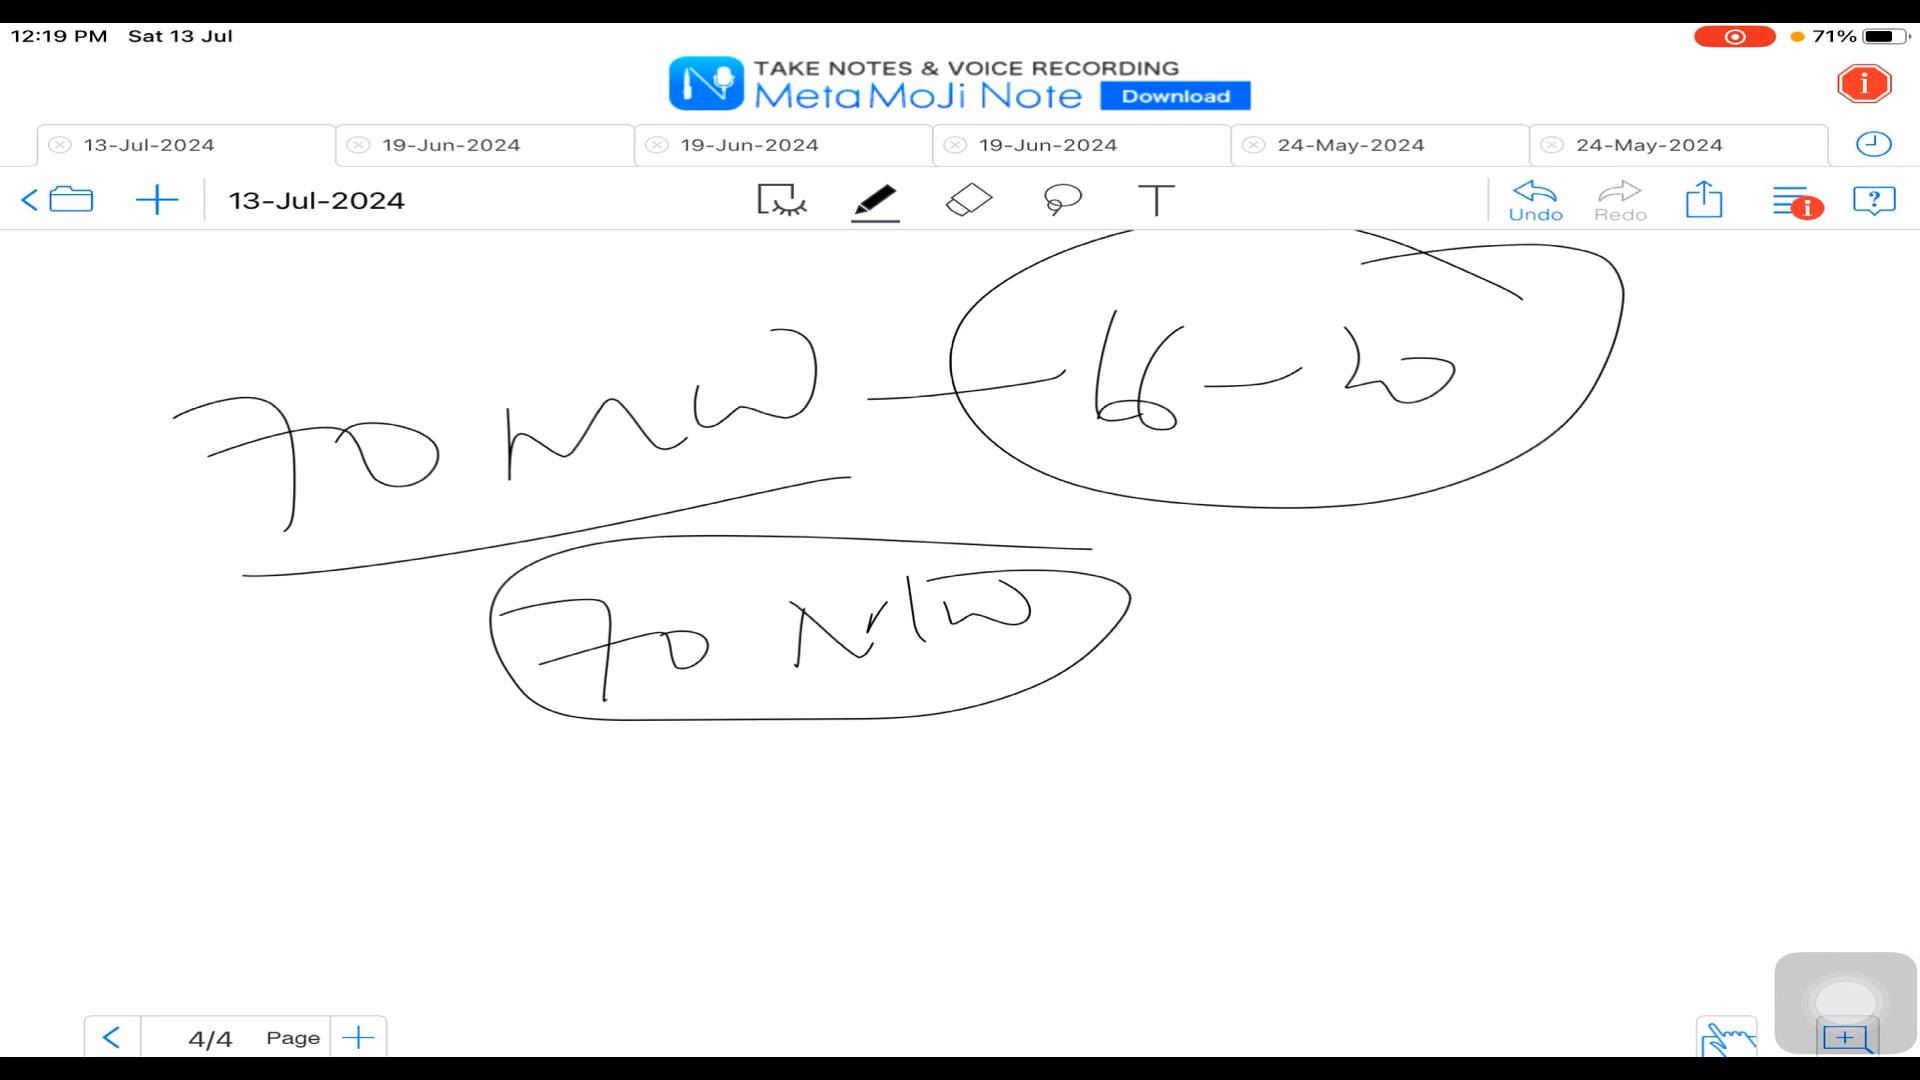 12:19 PM Sat 13 Jul
71%
TAKE NOTES & VOICE RECORDING
MetaMoJi Note Download
13-Jul-2024 19-Jun-2024 19-Jun-2024 19-Jun-2024 24-May-2024 24-May-2024
13-Jul-2024 T Undo Redo
70 MW —
70 MW
4/4 Page